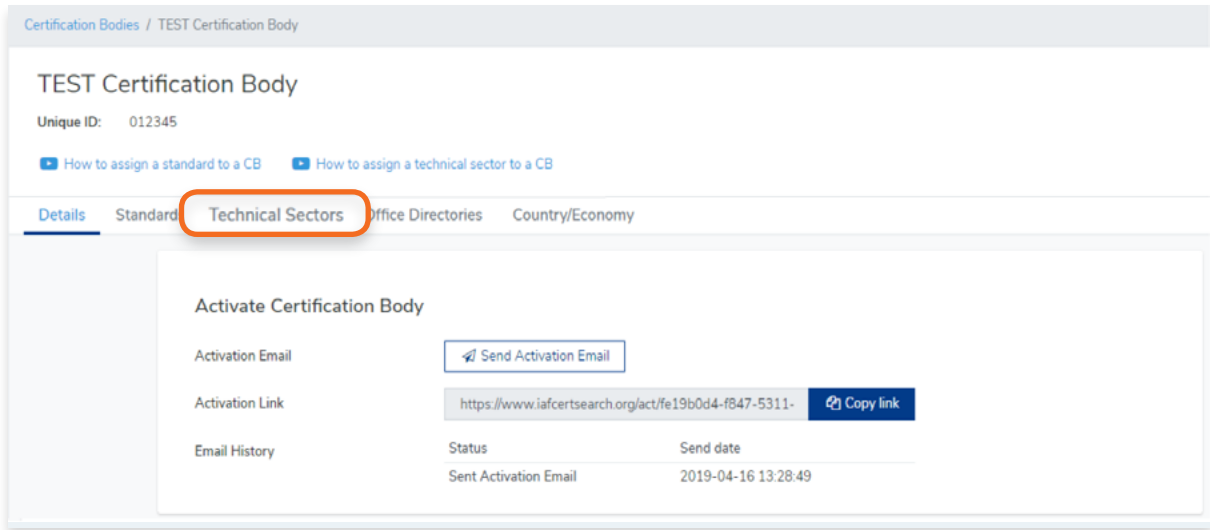 Certification Bodies / TEST Certification Body
TEST Certification Body
Unique ID: 012345
How to assign a standard to a CB How to assign a technical sector to a CB
Details Standard Technical Sectors Office Directories Country/Economy
Activate Certification Body
Activation Email Send Activation Email
Activation Link https://www.iafcertsearch.org/act/fe19b0d4-f847-5311- Copy link
Email History Status Send date
Sent Activation Email 2019-04-16 13:28:49